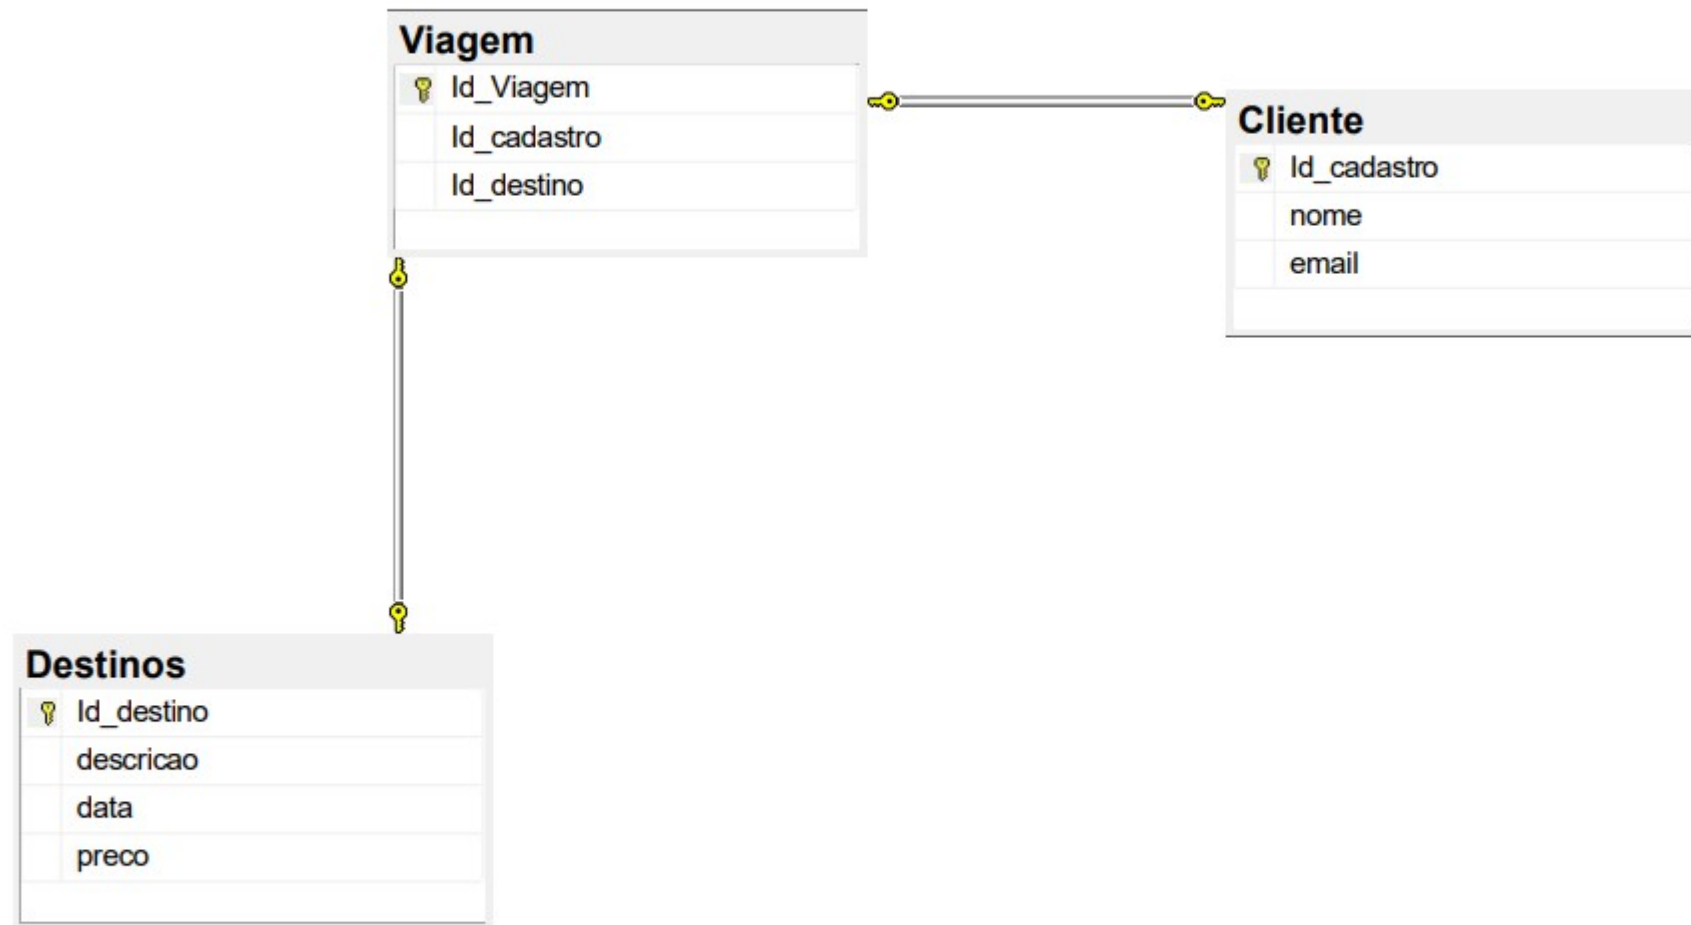 Viagem
Id_Viagem
Id_cadastro
Id_destino
Cliente
Id_cadastro
nome
email
Destinos
Id_destino
descricao
data
preco